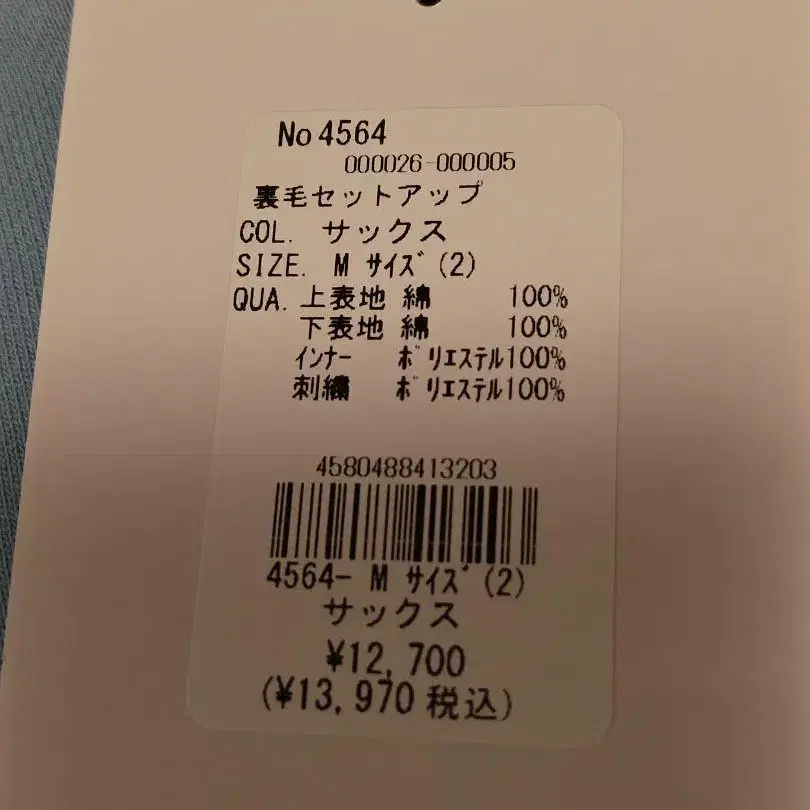 No 4564
000026-000005
裏毛セットアップ
COL. サックス
SIZE. M サイズ(2)
QUA. 上表地 綿 100%
下表地 綿 100%
インナー ポリエステル100%
刺繍 ポリエステル100%
4580488413203
4564- M サイズ(2)
サックス
¥12,700
(¥13,970 税込)